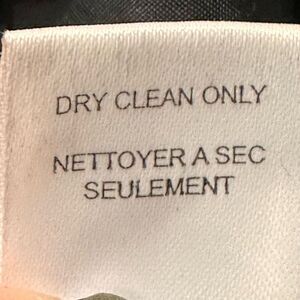 DRY CLEAN ONLY
NETTOYER A SEC
SEULEMENT